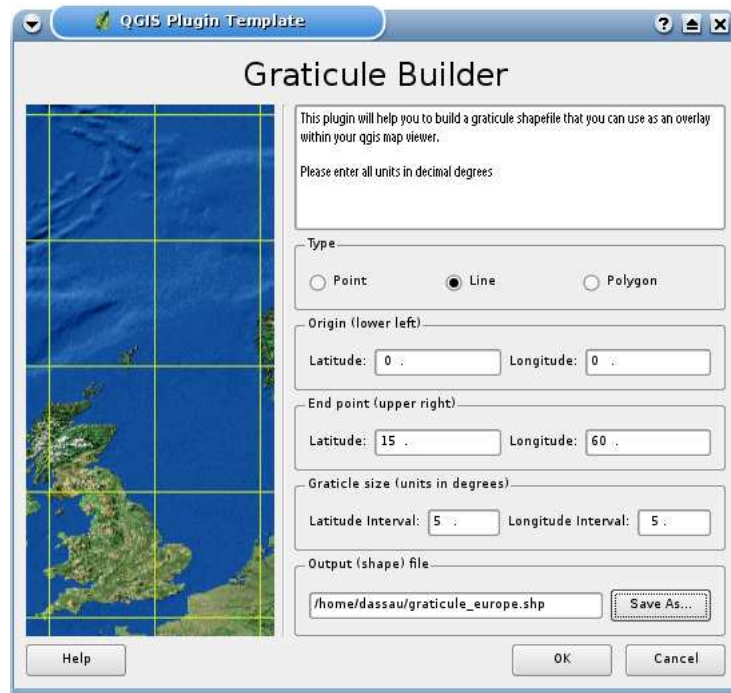 QGIS Plugin Template
Graticule Builder
This plugin will help you to build a graticule shapefile that you can use as an overlay
within your qgis map viewer.
Please enter all units in decimal degrees
Type
Point Line Polygon
Origin (lower left)
Latitude: 0 . Longitude: 0 .
End point (upper right)
Latitude: 15 . Longitude: 60 .
Graticle size (units in degrees)
Latitude Interval: 5 . Longitude Interval: 5 .
Output (shape) file
/home/dassau/graticule_europe.shp Save As...
Help OK Cancel